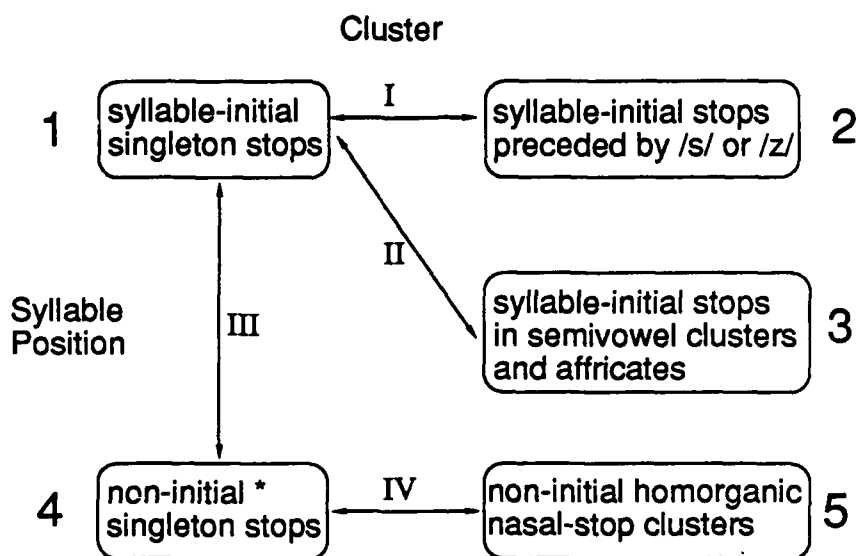 Cluster
1
syllable-initial
singleton stops
I
syllable-initial stops
preceded by /s/ or /z/
2
II
Syllable
Position
III
syllable-initial stops
in semivowel clusters
and affricates
3
4
non-initial *
singleton stops
IV
non-initial homorganic
nasal-stop clusters
5